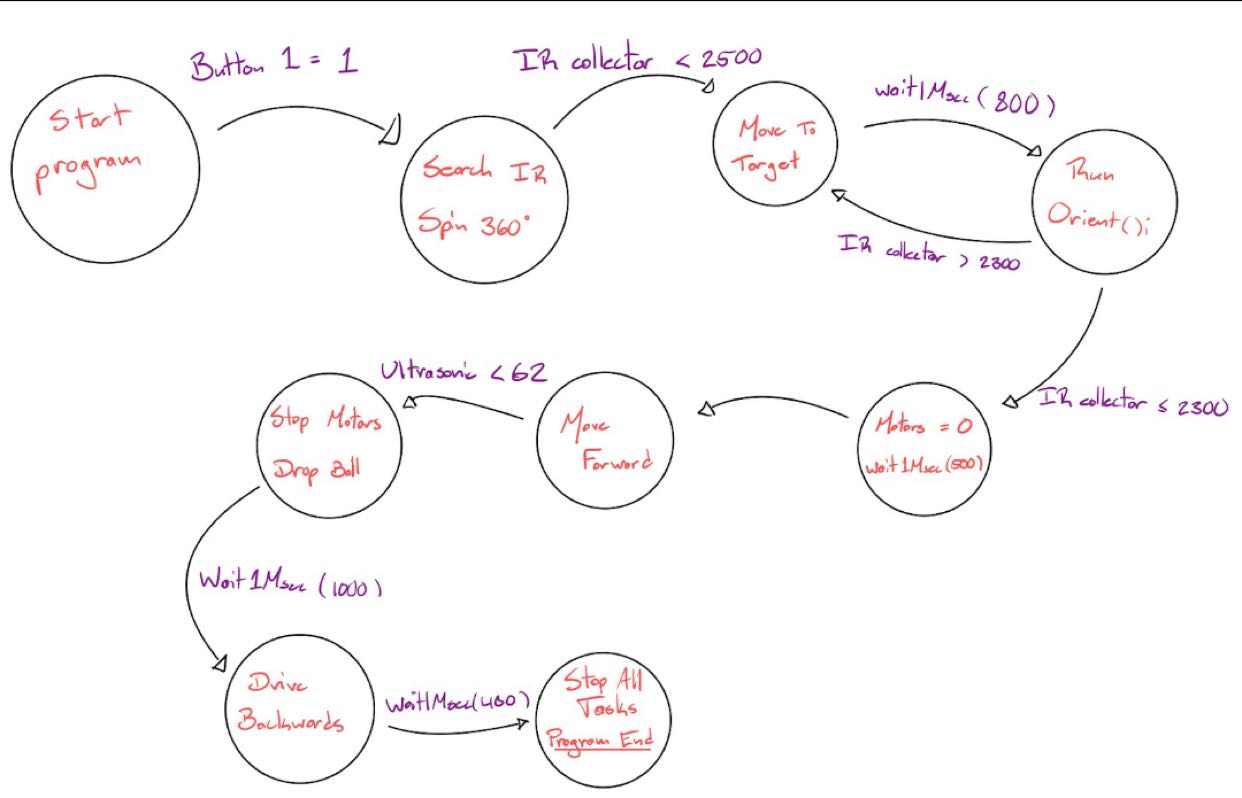 Button 1 = 1
Start
program
IR collector < 2500
Search IR
Spin 360°
Move To
Target
wait1Msec(800)
Run
Orient();
IR collector > 2300
IR collector ≤ 2300
Motors = 0
wait1Msec(500)
Move
Forward
Ultrasonic < 62
Stop Motors
Drop Ball
Wait1Msec(1000)
Drive
Backwards
wait1Msec(400)
Stop All
Tasks
Program End